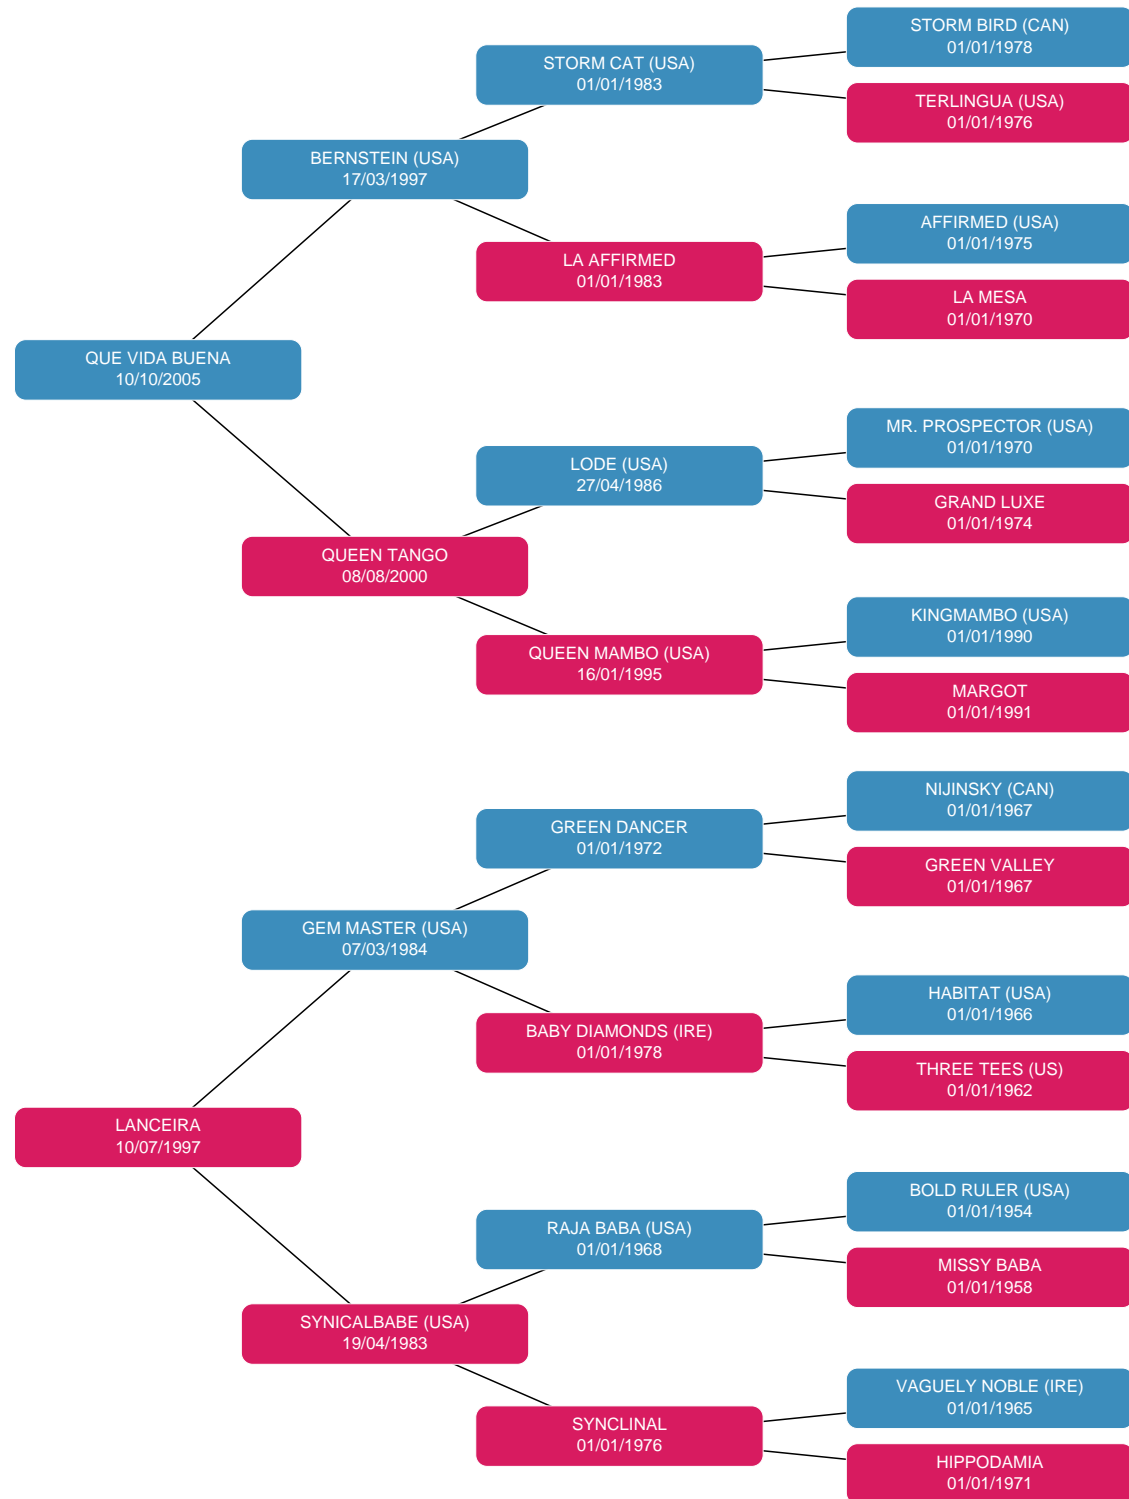 STORM BIRD (CAN)
01/01/1978
STORM CAT (USA)
01/01/1983
TERLINGUA (USA)
01/01/1976
BERNSTEIN (USA)
17/03/1997
AFFIRMED (USA)
01/01/1975
LA AFFIRMED
01/01/1983
LA MESA
01/01/1970
QUE VIDA BUENA
10/10/2005
MR. PROSPECTOR (USA)
01/01/1970
LODE (USA)
27/04/1986
GRAND LUXE
01/01/1974
QUEEN TANGO
08/08/2000
KINGMAMBO (USA)
01/01/1990
QUEEN MAMBO (USA)
16/01/1995
MARGOT
01/01/1991
NIJINSKY (CAN)
01/01/1967
GREEN DANCER
01/01/1972
GREEN VALLEY
01/01/1967
GEM MASTER (USA)
07/03/1984
HABITAT (USA)
01/01/1966
BABY DIAMONDS (IRE)
01/01/1978
THREE TEES (US)
01/01/1962
LANCEIRA
10/07/1997
BOLD RULER (USA)
01/01/1954
RAJA BABA (USA)
01/01/1968
MISSY BABA
01/01/1958
SYNICALBABE (USA)
19/04/1983
VAGUELY NOBLE (IRE)
01/01/1965
SYNCLINAL
01/01/1976
HIPPODAMIA
01/01/1971